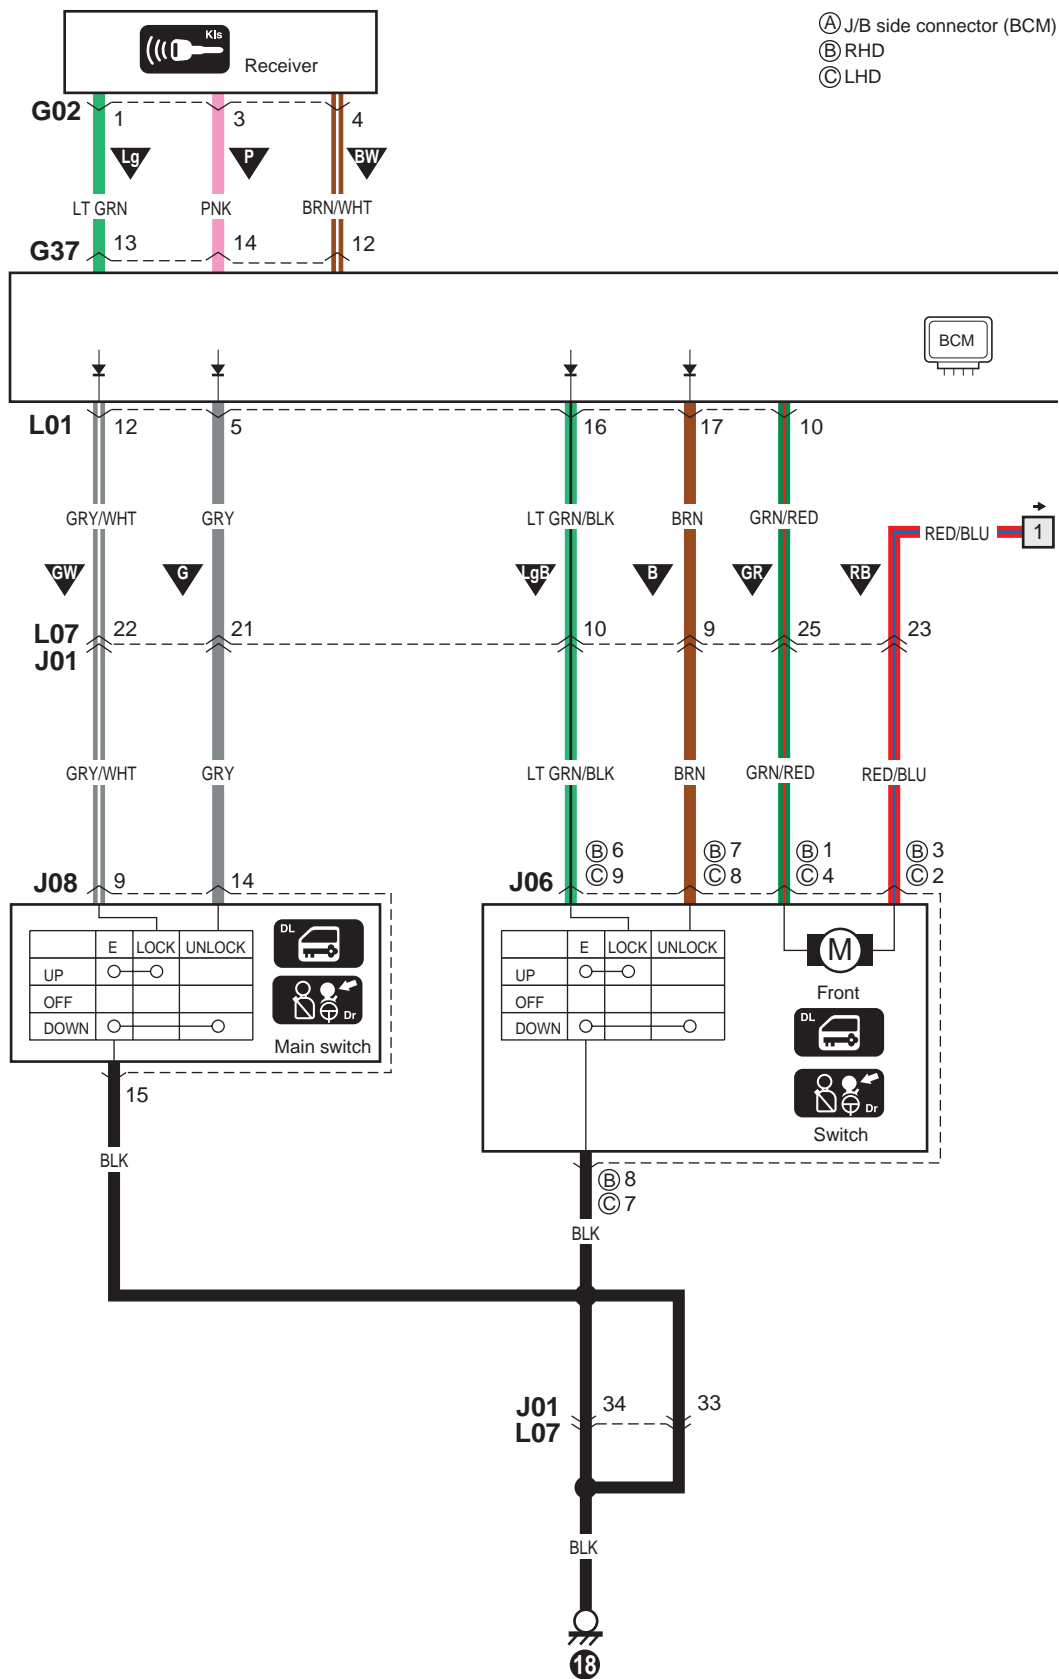 Ⓐ J/B side connector (BCM)
Ⓑ RHD
Ⓒ LHD
Kls
Receiver
G02 1 3 4
Lg P BW
LT GRN PNK BRN/WHT
G37 13 14 12
BCM
L01 12 5 16 17 10
GRY/WHT GRY LT GRN/BLK BRN GRN/RED
RED/BLU 1
GW G LgB B GR RB
L07 22 21 10 9 25 23
J01
GRY/WHT GRY LT GRN/BLK BRN GRN/RED RED/BLU
Ⓑ 6 Ⓑ 7 Ⓑ 1 Ⓑ 3
J08 9 14 J06 Ⓒ 9 Ⓒ 8 Ⓒ 4 Ⓒ 2
E LOCK UNLOCK DL
UP
OFF
DOWN Dr
Main switch
E LOCK UNLOCK M
UP
OFF
DOWN
Front
DL
Dr
Switch
15
BLK
Ⓑ 8
Ⓒ 7
BLK
J01 34 33
L07
BLK
18